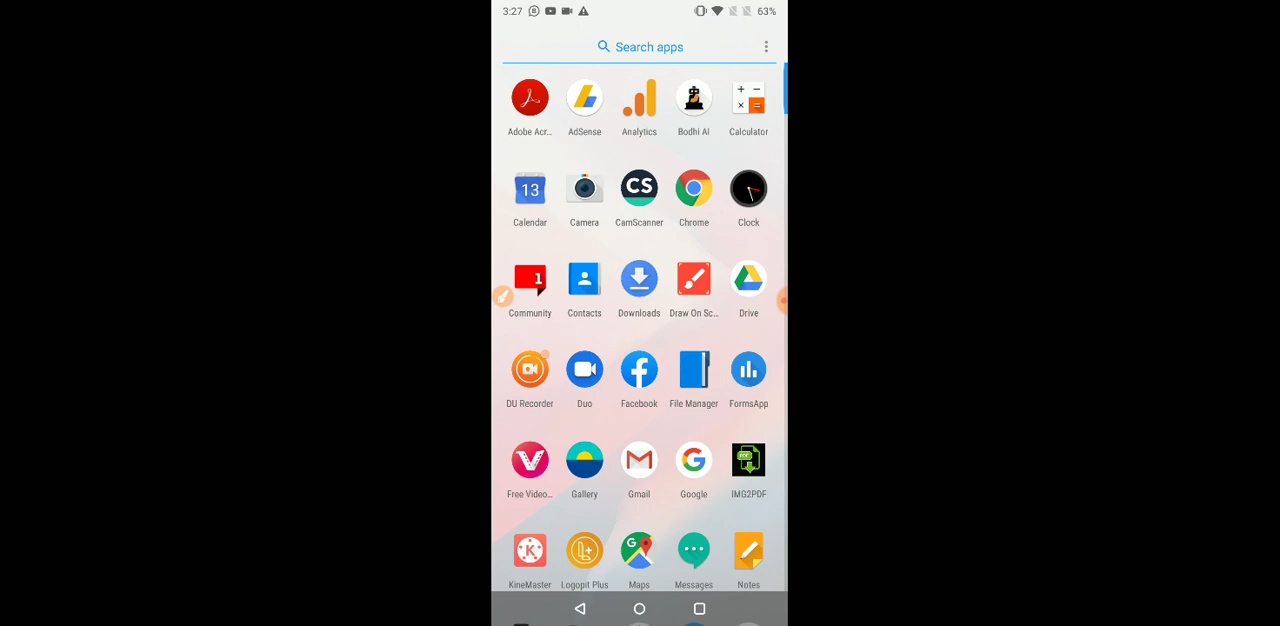 3:27 63%
Search apps
Adobe Acr... AdSense Analytics Bodhi AI Calculator
13 CS
Calendar Camera CamScanner Chrome Clock
1
Community Contacts Downloads Draw On Sc... Drive
DU Recorder Duo Facebook File Manager FormsApp
PDF
Free Video... Gallery Gmail Google IMG2PDF
KineMaster Logopit Plus Maps Messages Notes